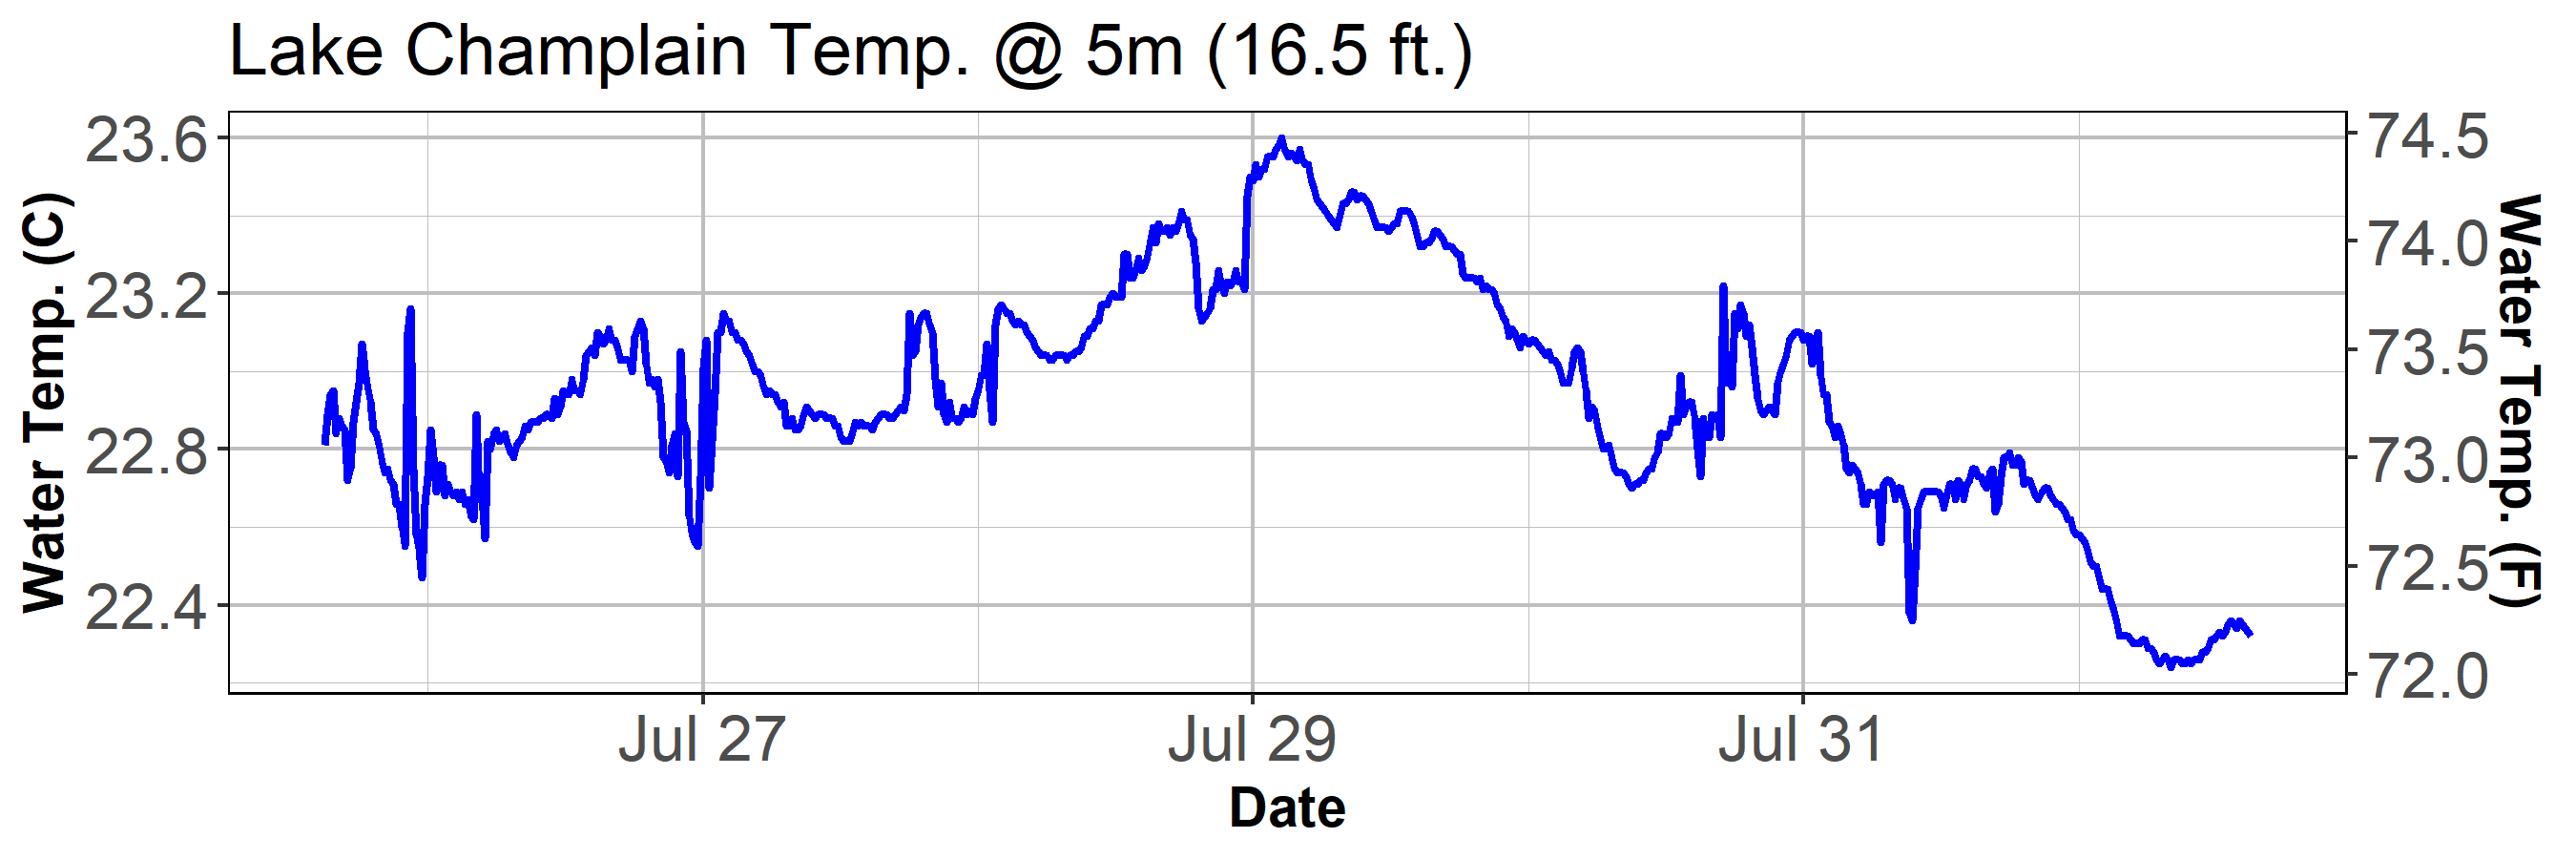 Lake Champlain Temp. @ 5m (16.5 ft.)
23.6
23.2
22.8
22.4
Water Temp. (C)
74.5
74.0
73.5
73.0
72.5
72.0
Water Temp. (F)
Jul 27
Jul 29
Jul 31
Date